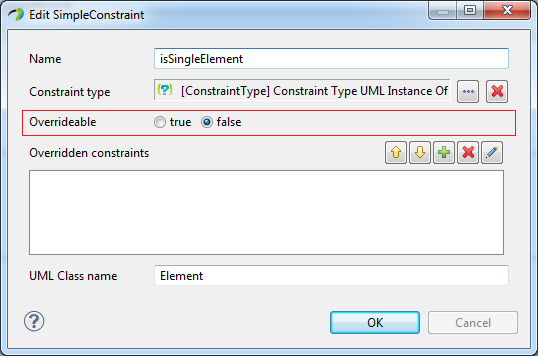 Edit SimpleConstraint
Name
isSingleElement
Constraint type
{?} [ConstraintType] Constraint Type UML Instance Of
...
Overrideable
true
false
Overridden constraints
UML Class name
Element
?
OK
Cancel